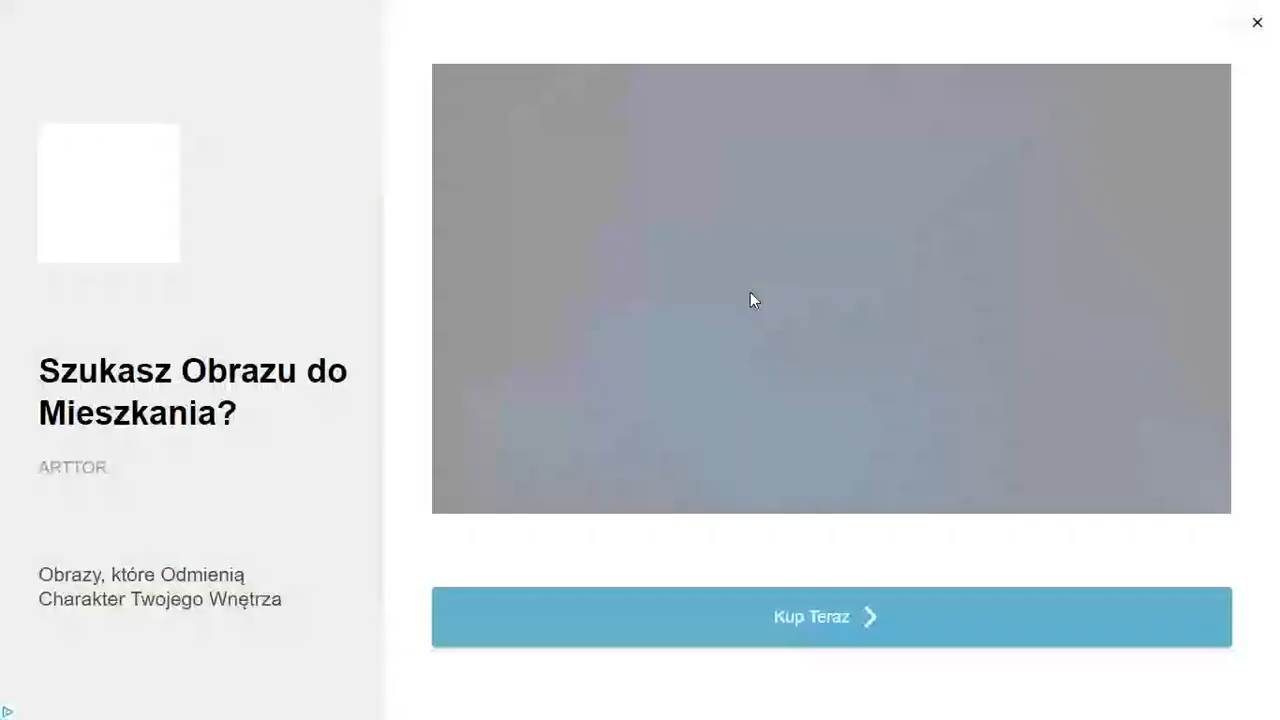 Szukasz Obrazu do
Mieszkania?
ARTTOR
Obrazy, które Odmienią
Charakter Twojego Wnętrza
Kup Teraz